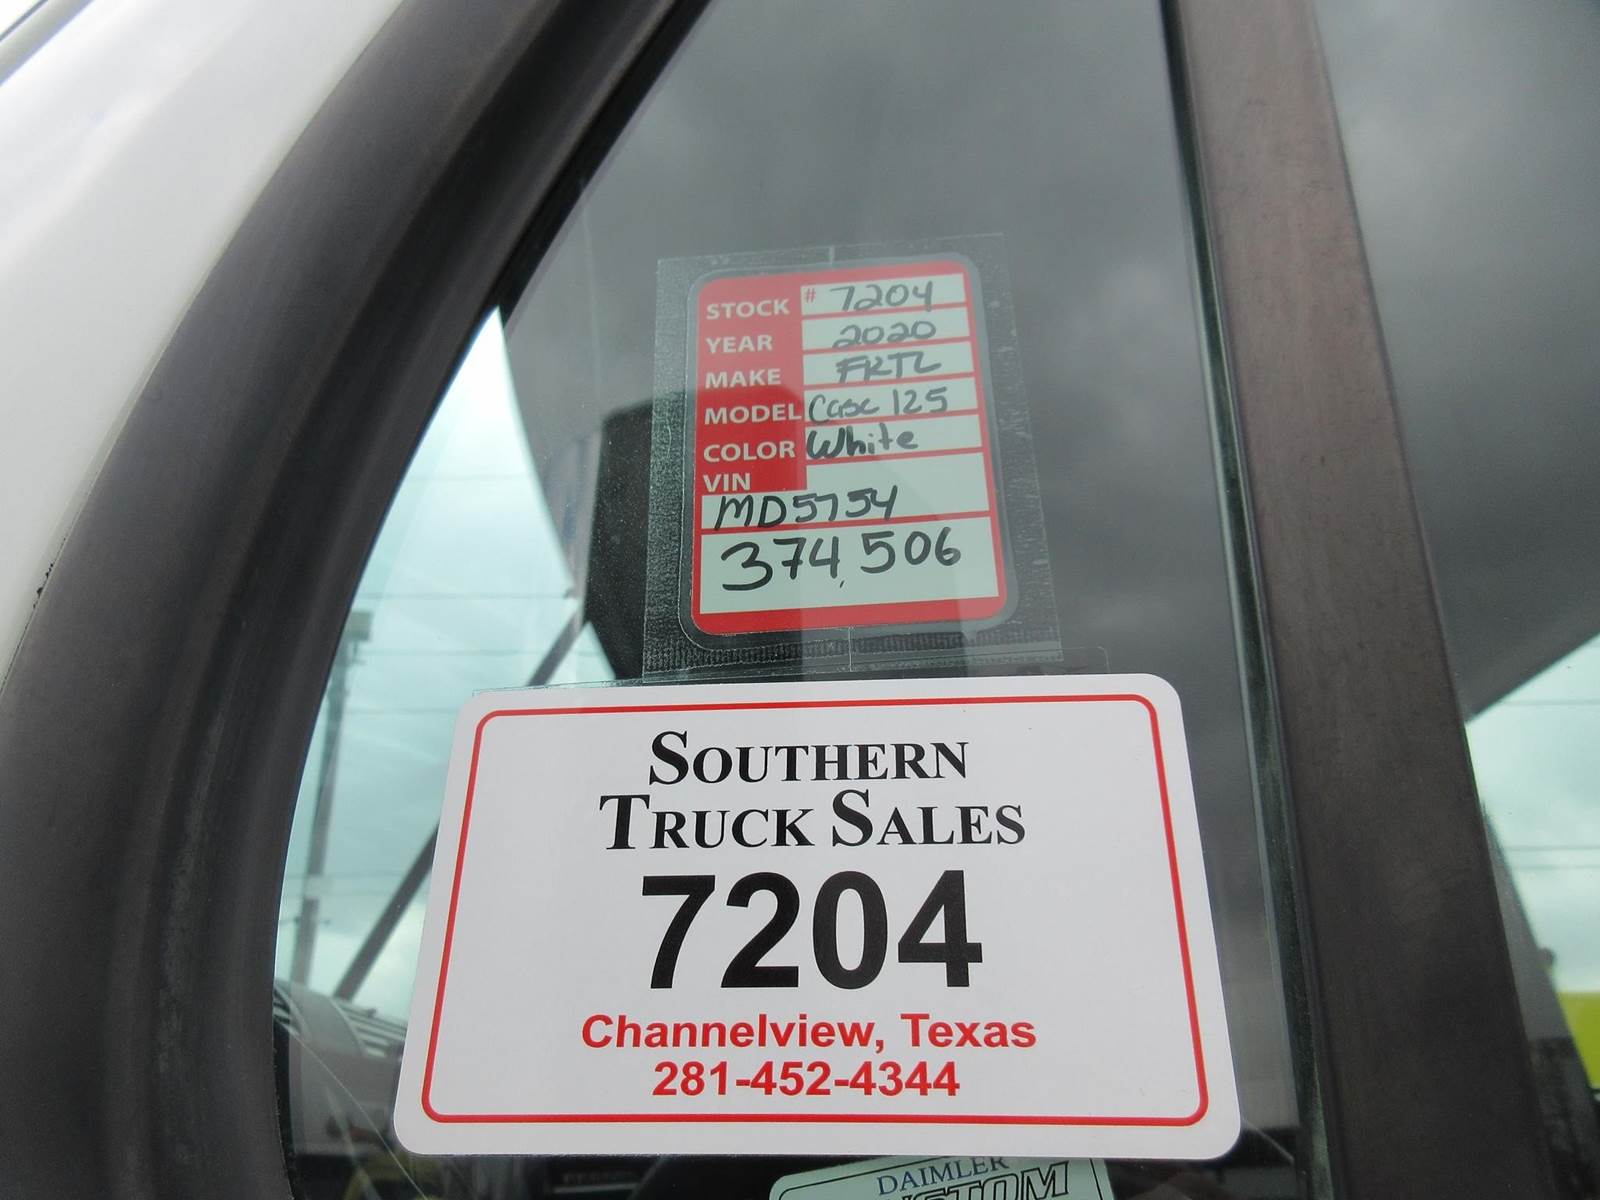 STOCK # 7204
YEAR 2020
MAKE FRTL
MODEL Casc 125
COLOR White
VIN
MD5754
374,506
SOUTHERN
TRUCK SALES
7204
Channelview, Texas
281-452-4344
DAIMLER